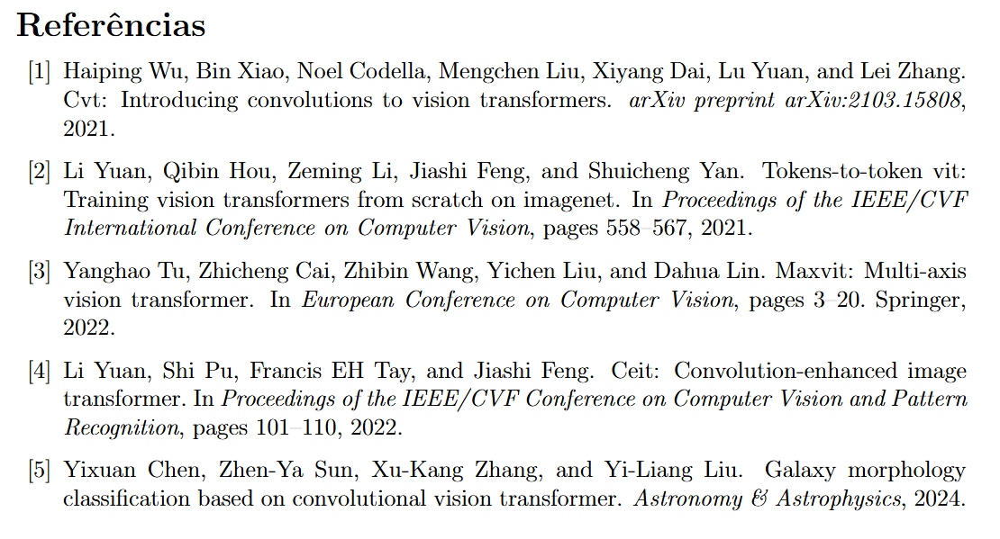 Referências
[1] Haiping Wu, Bin Xiao, Noel Codella, Mengchen Liu, Xiyang Dai, Lu Yuan, and Lei Zhang.
Cvt: Introducing convolutions to vision transformers. arXiv preprint arXiv:2103.15808,
2021.
[2] Li Yuan, Qibin Hou, Zeming Li, Jiashi Feng, and Shuicheng Yan. Tokens-to-token vit:
Training vision transformers from scratch on imagenet. In Proceedings of the IEEE/CVF
International Conference on Computer Vision, pages 558–567, 2021.
[3] Yanghao Tu, Zhicheng Cai, Zhibin Wang, Yichen Liu, and Dahua Lin. Maxvit: Multi-axis
vision transformer. In European Conference on Computer Vision, pages 3–20. Springer,
2022.
[4] Li Yuan, Shi Pu, Francis EH Tay, and Jiashi Feng. Ceit: Convolution-enhanced image
transformer. In Proceedings of the IEEE/CVF Conference on Computer Vision and Pattern
Recognition, pages 101–110, 2022.
[5] Yixuan Chen, Zhen-Ya Sun, Xu-Kang Zhang, and Yi-Liang Liu. Galaxy morphology
classification based on convolutional vision transformer. Astronomy & Astrophysics, 2024.